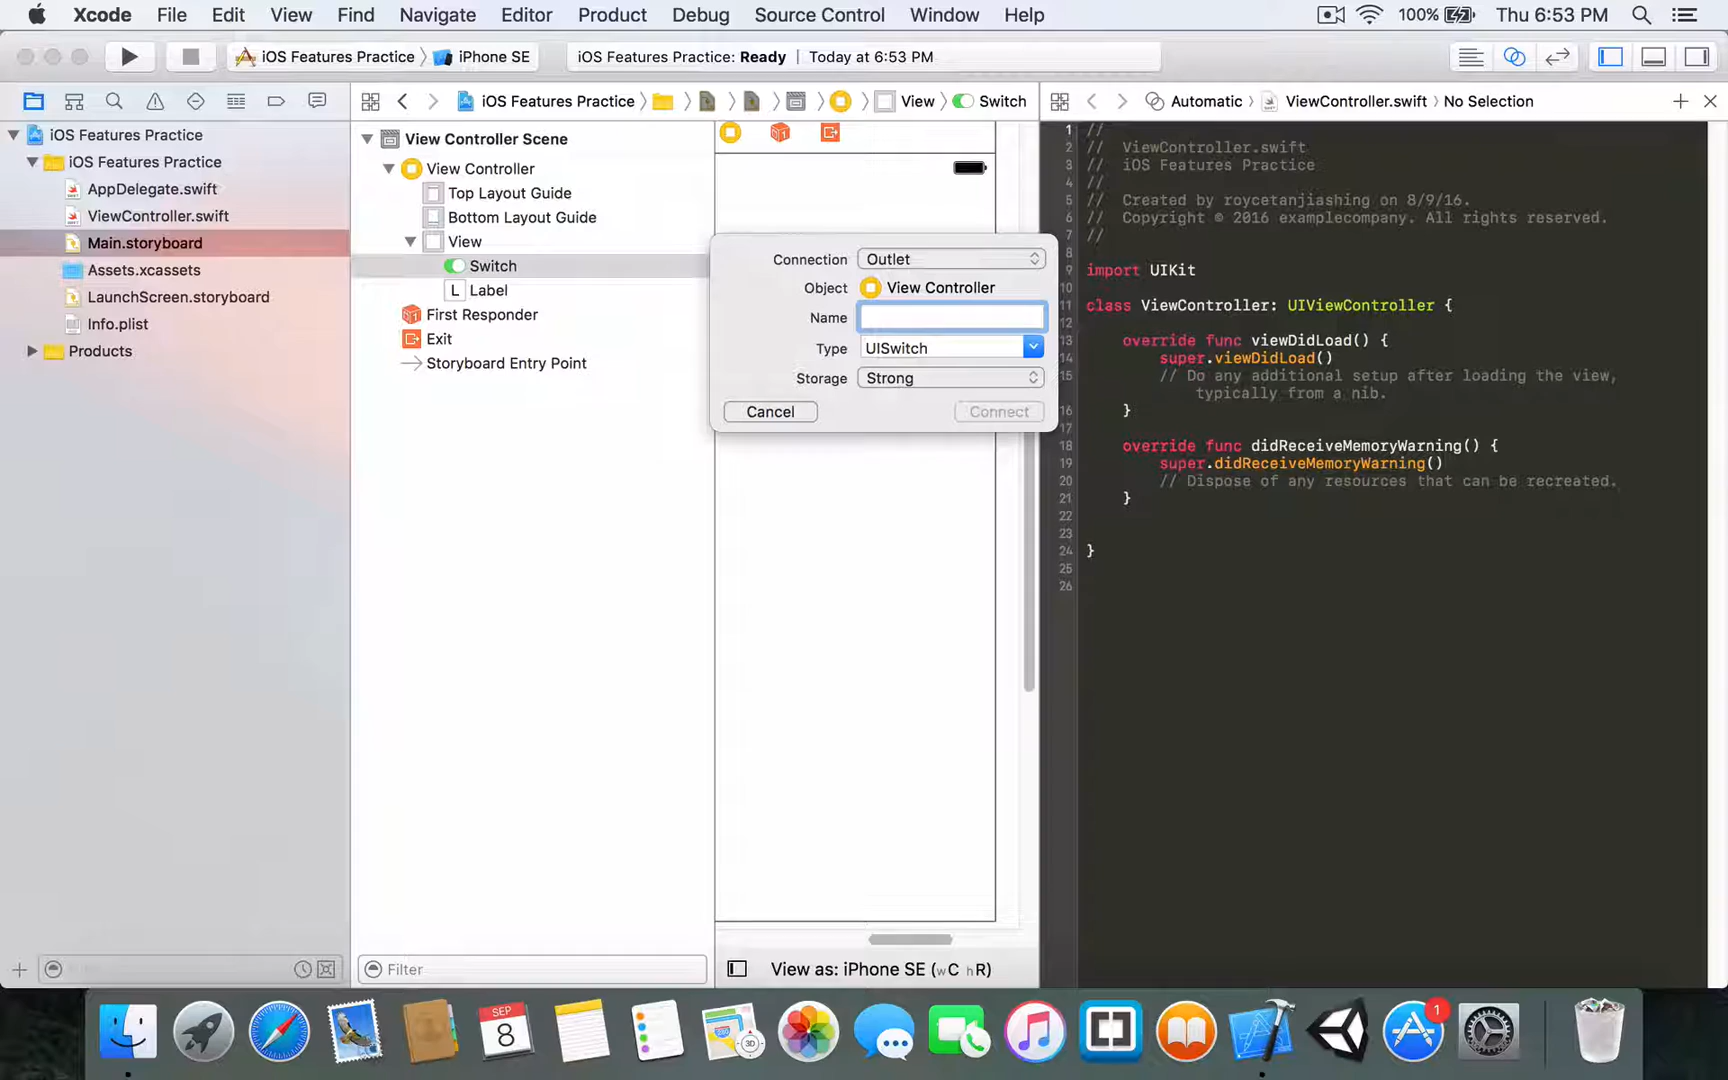 Xcode File Edit View Find Navigate Editor Product Debug Source Control Window Help 100% Thu 6:53 PM
iOS Features Practice iPhone SE iOS Features Practice: Ready Today at 6:53 PM
iOS Features Practice View Switch Automatic ViewController.swift No Selection
iOS Features Practice
iOS Features Practice
AppDelegate.swift
ViewController.swift
Main.storyboard
Assets.xcassets
LaunchScreen.storyboard
Info.plist
Products
View Controller Scene
View Controller
Top Layout Guide
Bottom Layout Guide
View
Switch
L Label
First Responder
Exit
Storyboard Entry Point
Filter
Connection Outlet
Object View Controller
Name
Type UISwitch
Storage Strong
Cancel Connect
View as: iPhone SE (wC hR)
1 //
2 // ViewController.swift
3 // iOS Features Practice
4 //
5 // Created by roycetanjiashing on 8/9/16.
6 // Copyright © 2016 examplecompany. All rights reserved.
7 //
8
9 import UIKit
10
11 class ViewController: UIViewController {
12
13 override func viewDidLoad() {
14 super.viewDidLoad()
15 // Do any additional setup after loading the view,
typically from a nib.
16 }
17
18 override func didReceiveMemoryWarning() {
19 super.didReceiveMemoryWarning()
20 // Dispose of any resources that can be recreated.
21 }
22
23
24 }
25
26
SEP
8
3D
1